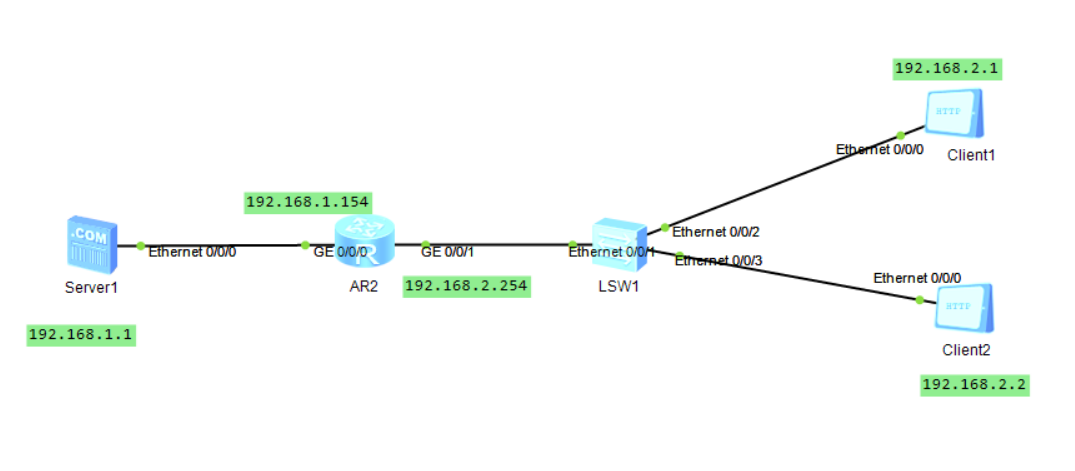 192.168.2.1
HTTP
Ethernet 0/0/0
Client1
192.168.1.154
.COM
Ethernet 0/0/0
GE 0/0/0
R
GE 0/0/1
Ethernet 0/0/1
Ethernet 0/0/2
Ethernet 0/0/3
Server1
AR2
192.168.2.254
LSW1
Ethernet 0/0/0
HTTP
192.168.1.1
Client2
192.168.2.2